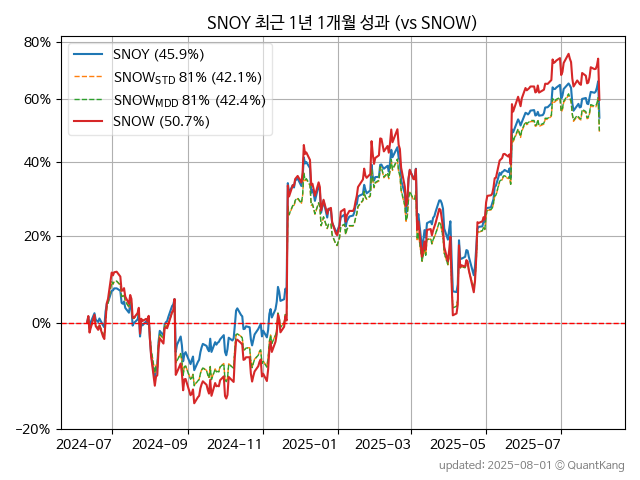 SNOY 최근 1년 1개월 성과 (vs SNOW)
80%
60%
40%
20%
0%
−20%
SNOY (45.9%)
SNOW_STD 81% (42.1%)
SNOW_MDD 81% (42.4%)
SNOW (50.7%)
2024-07 2024-09 2024-11 2025-01 2025-03 2025-05 2025-07
updated: 2025-08-01 © QuantKang